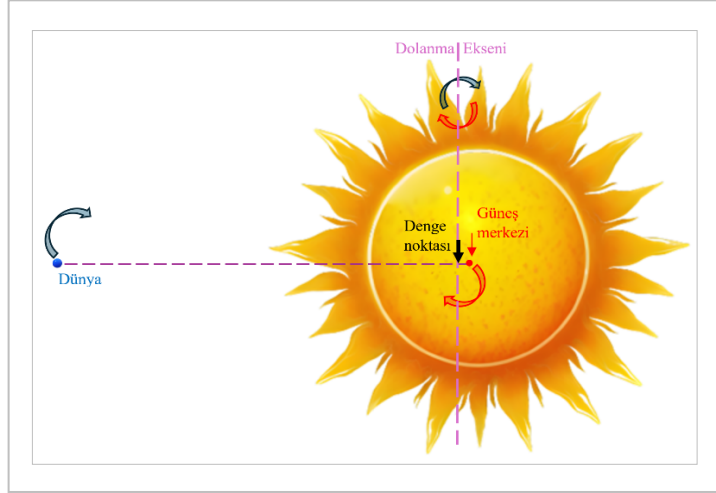 Dolanma Ekseni
Güneş
merkezi
Denge
noktası
Dünya